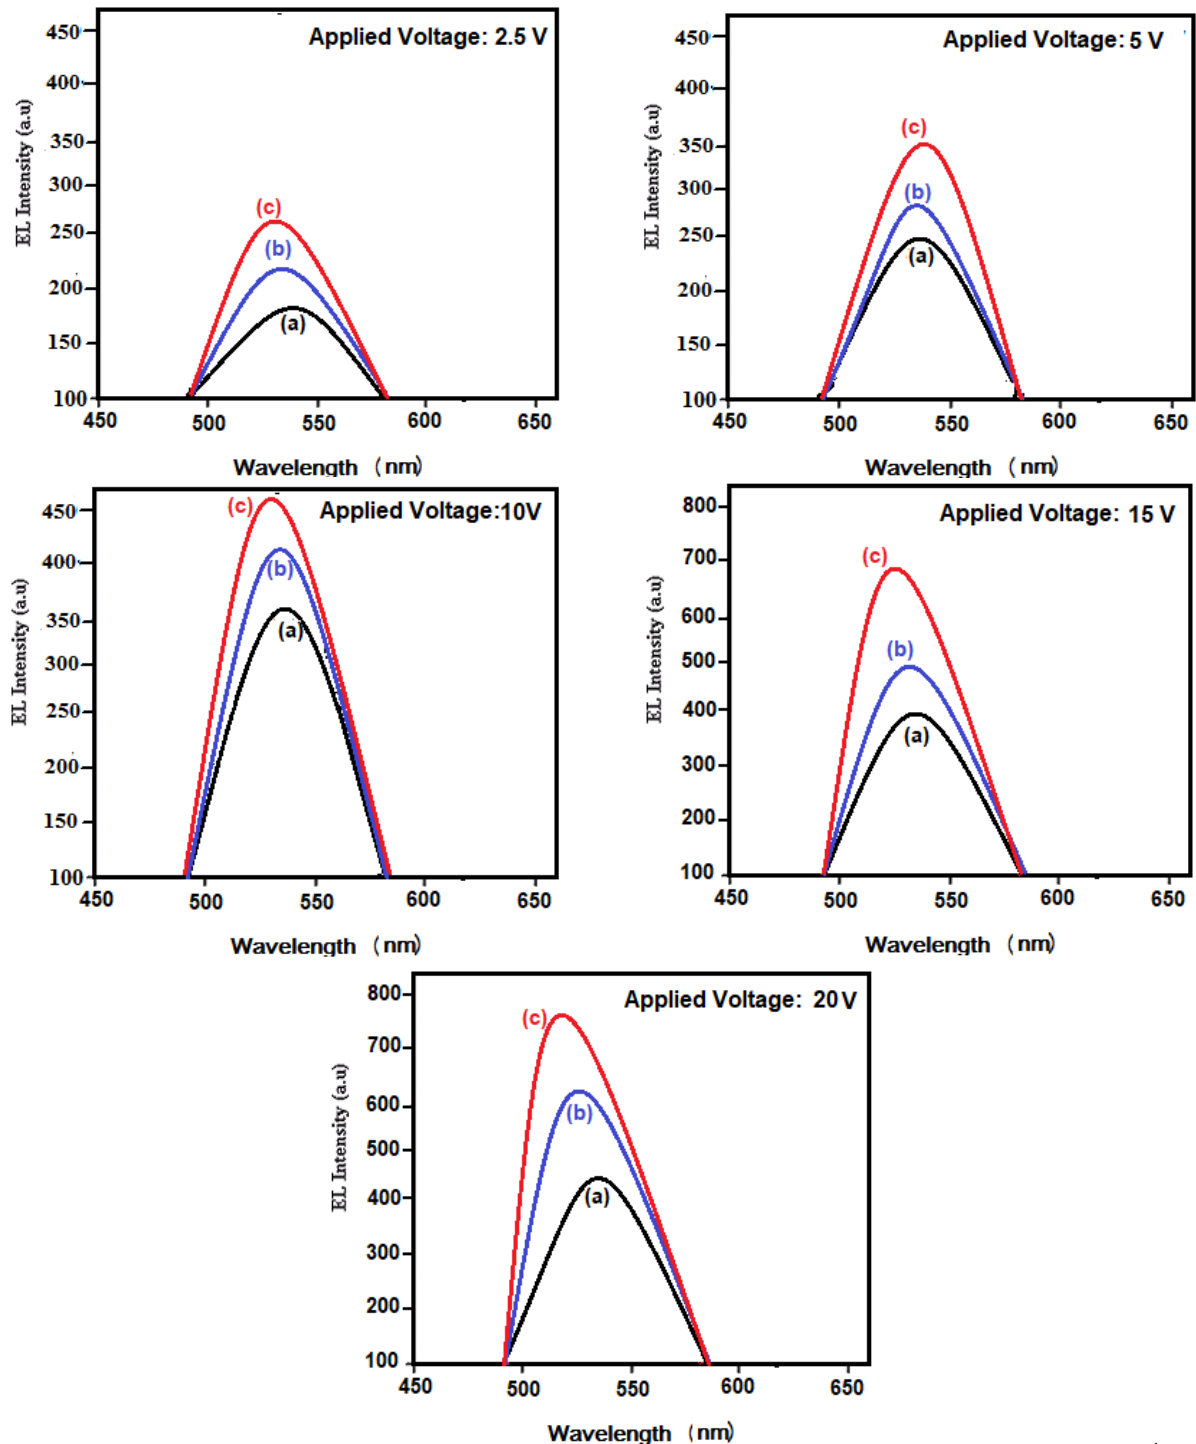 Applied Voltage: 2.5 V
EL Intensity (a.u)
450
400
350
300
250
200
150
100
(c)
(b)
(a)
450 500 550 600 650
Wavelength (nm)
Applied Voltage: 5 V
EL Intensity (a.u)
450
400
350
300
250
200
150
100
(c)
(b)
(a)
450 500 550 600 650
Wavelength (nm)
Applied Voltage:10V
EL Intensity (a.u)
450
400
350
300
250
200
150
100
(c)
(b)
(a)
450 500 550 600 650
Wavelength (nm)
Applied Voltage: 15 V
EL Intensity (a.u)
800
700
600
500
400
300
200
100
(c)
(b)
(a)
450 500 550 600 650
Wavelength (nm)
Applied Voltage: 20 V
EL Intensity (a.u)
800
700
600
500
400
300
200
100
(c)
(b)
(a)
450 500 550 600 650
Wavelength (nm)